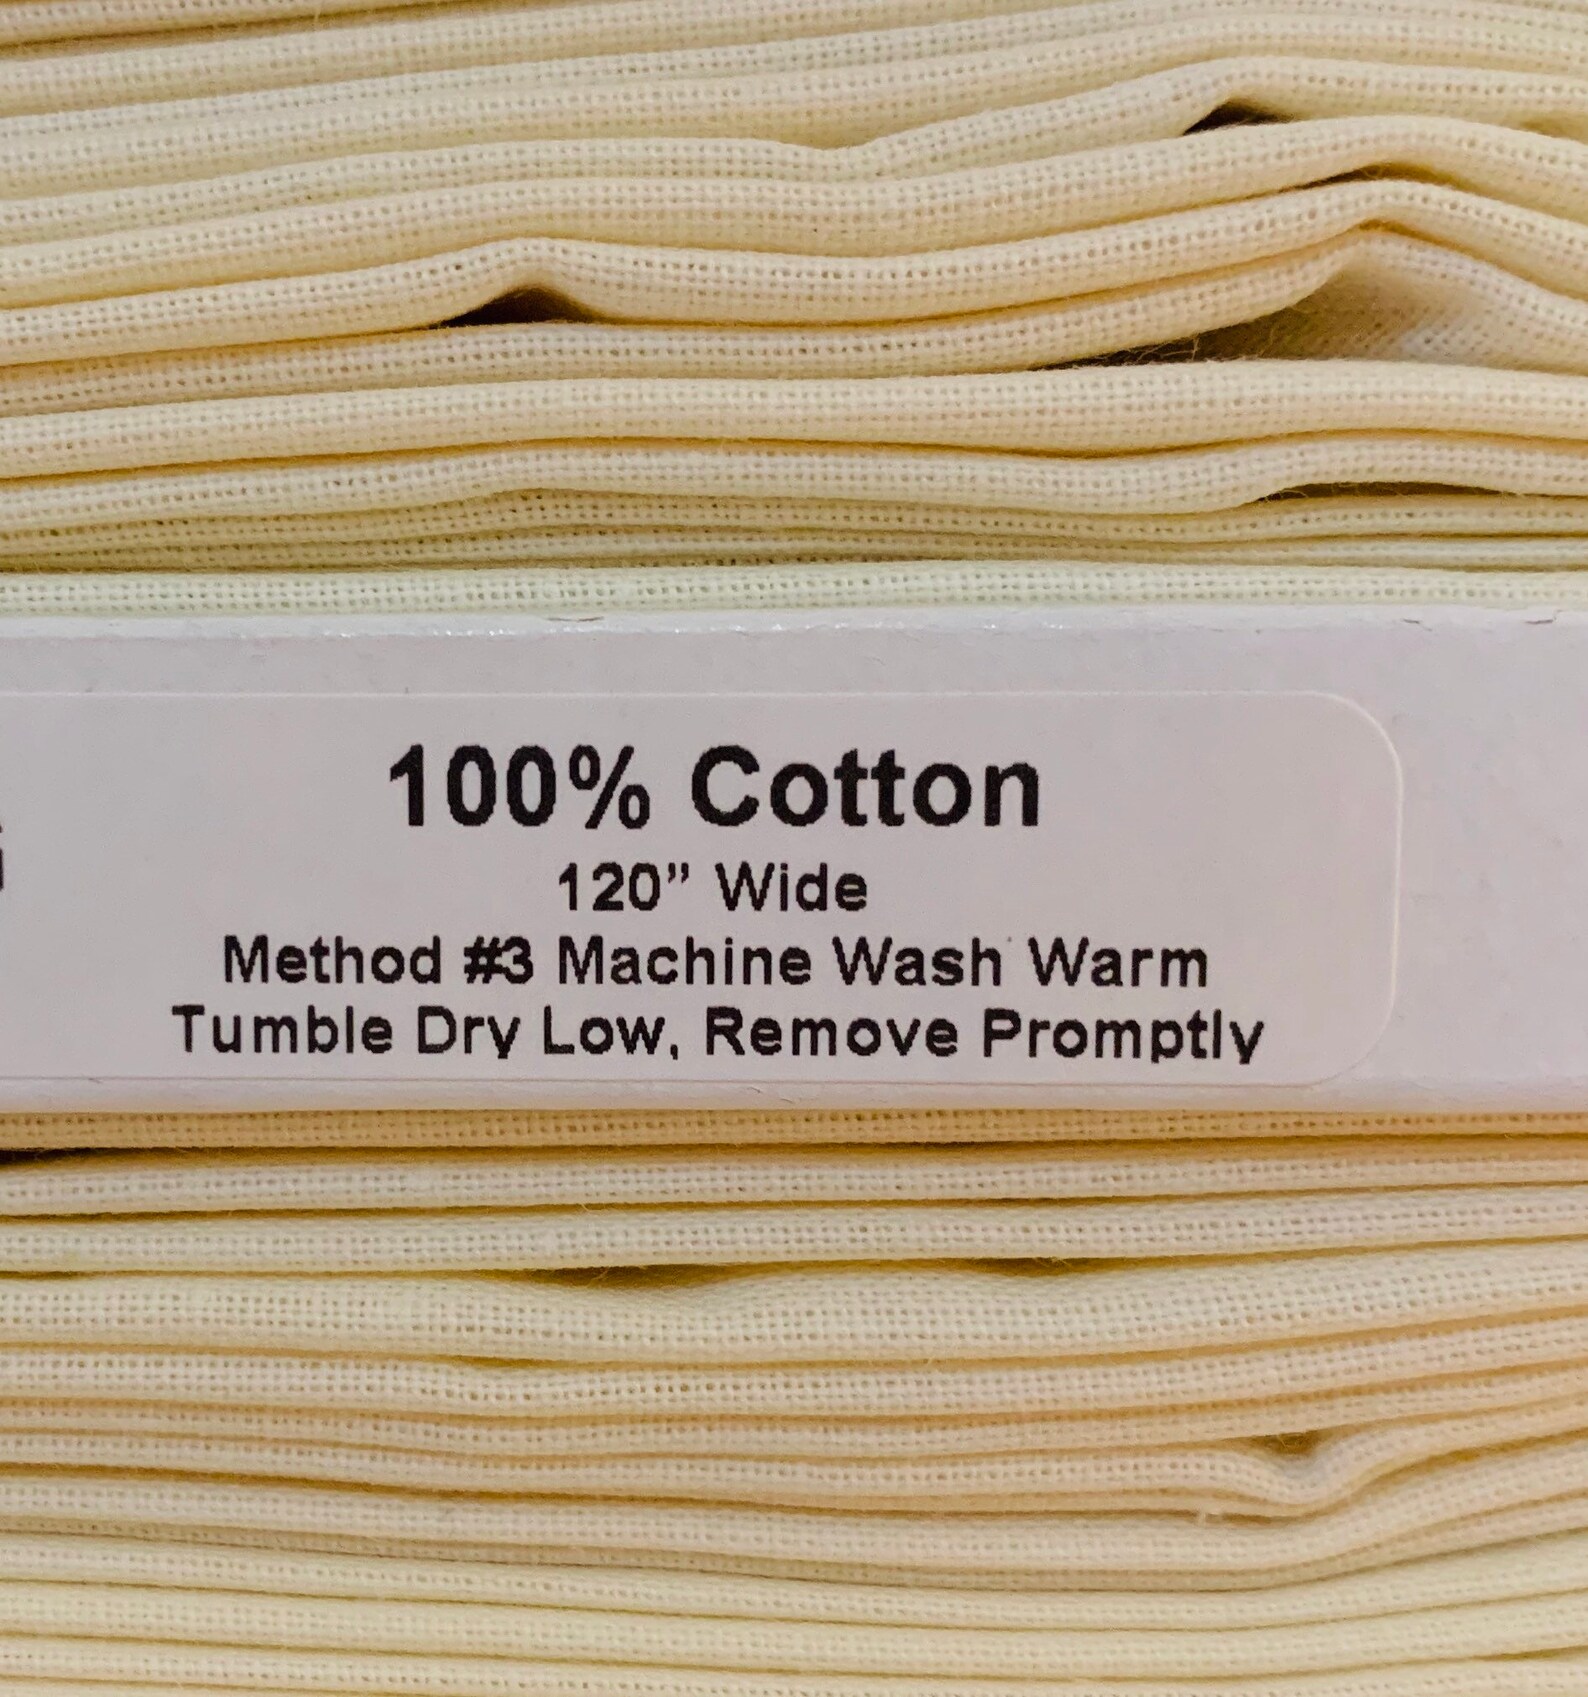 100% Cotton
120” Wide
Method #3 Machine Wash Warm
Tumble Dry Low, Remove Promptly